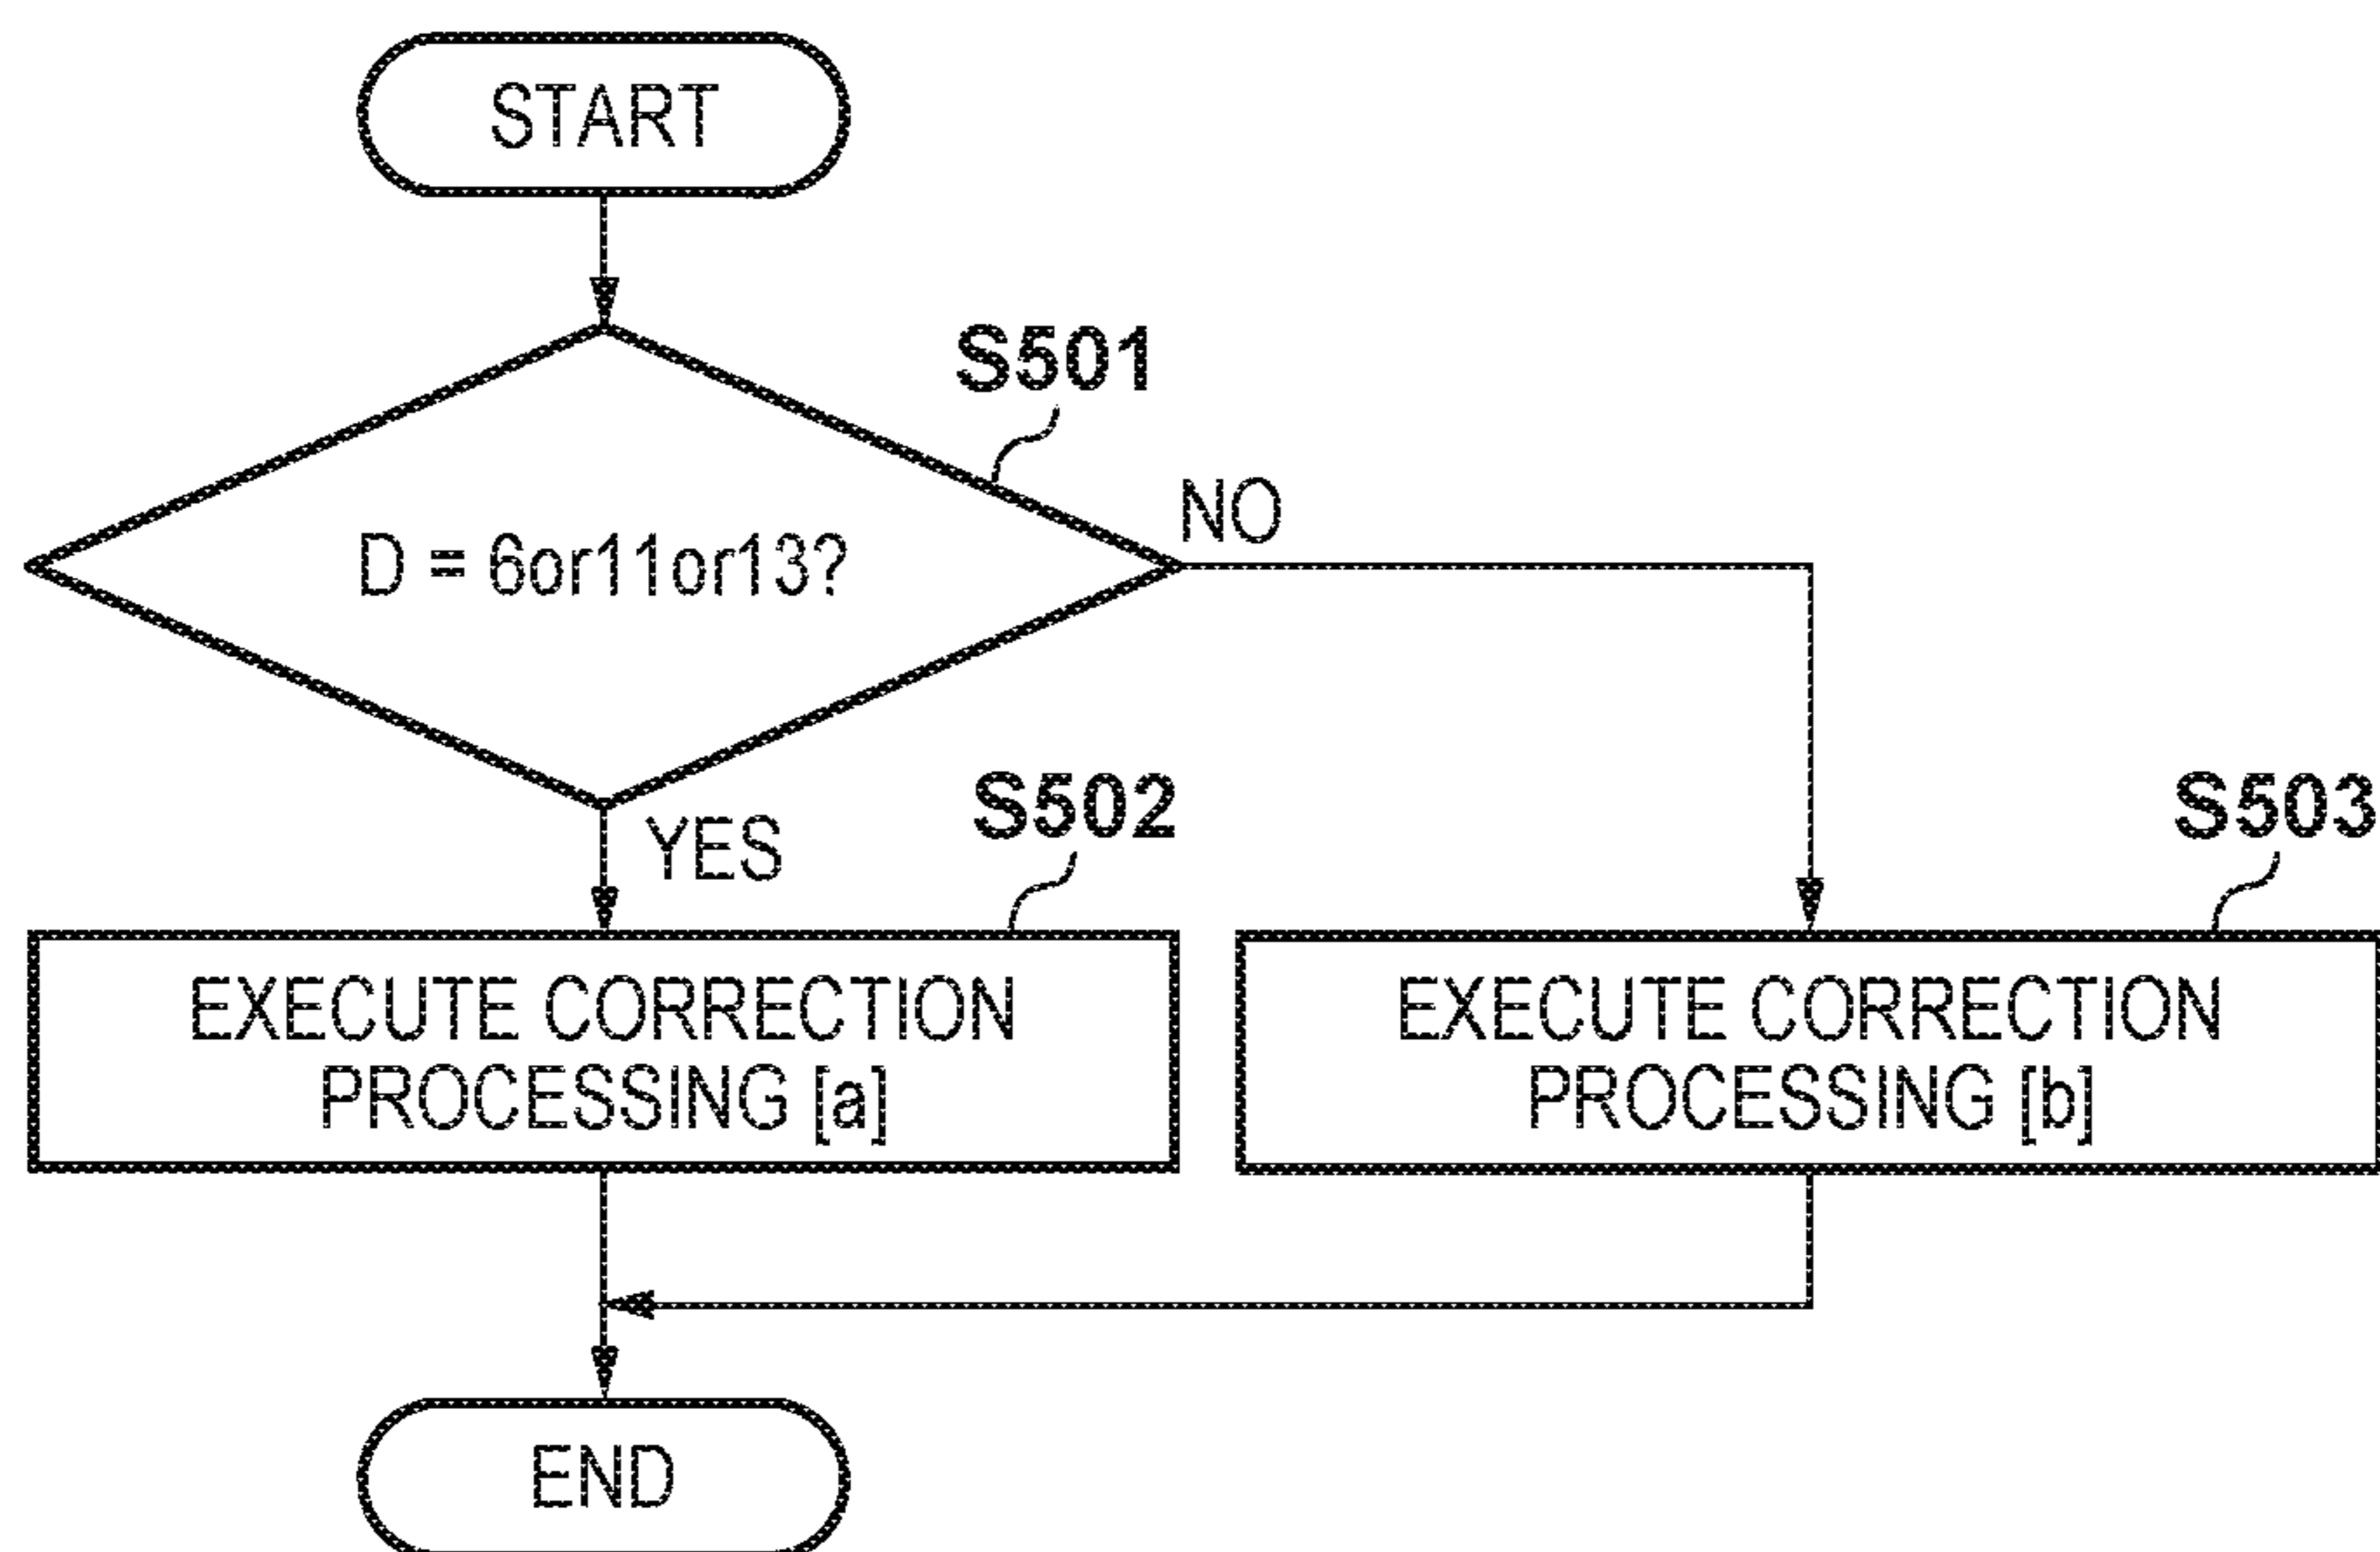 START
S501
D = 6or11or13?
NO
YES
S502
S503
EXECUTE CORRECTION
PROCESSING [a]
EXECUTE CORRECTION
PROCESSING [b]
END